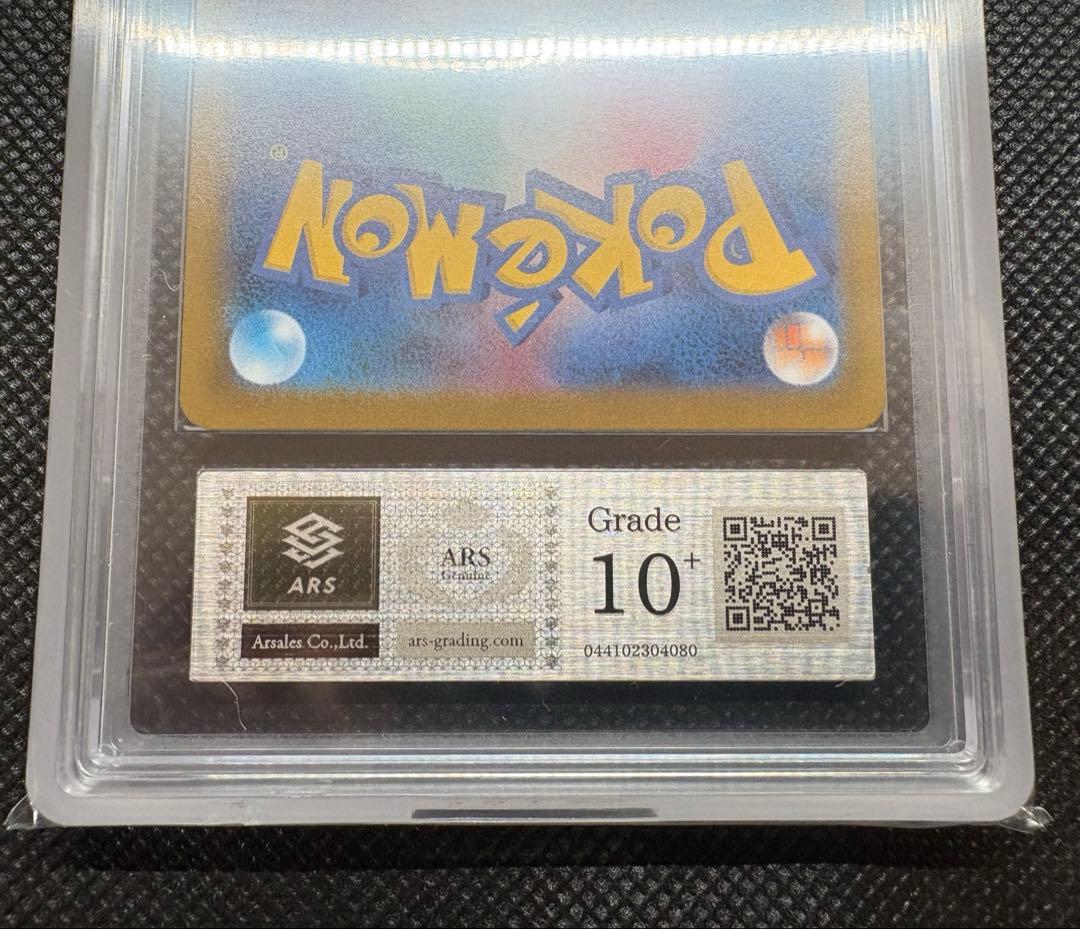 POKéMON
®
ARS
Arsales Co.,Ltd.
ARS
Genuine
ars-grading.com
Grade
10+
044102304080